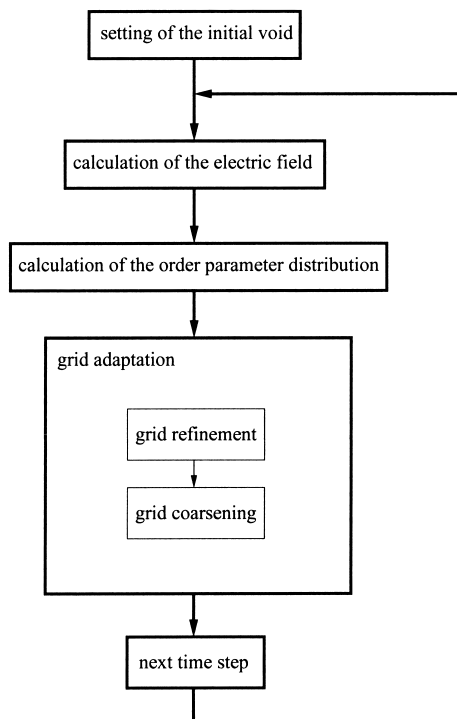 setting of the initial void
calculation of the electric field
calculation of the order parameter distribution
grid adaptation
grid refinement
grid coarsening
next time step